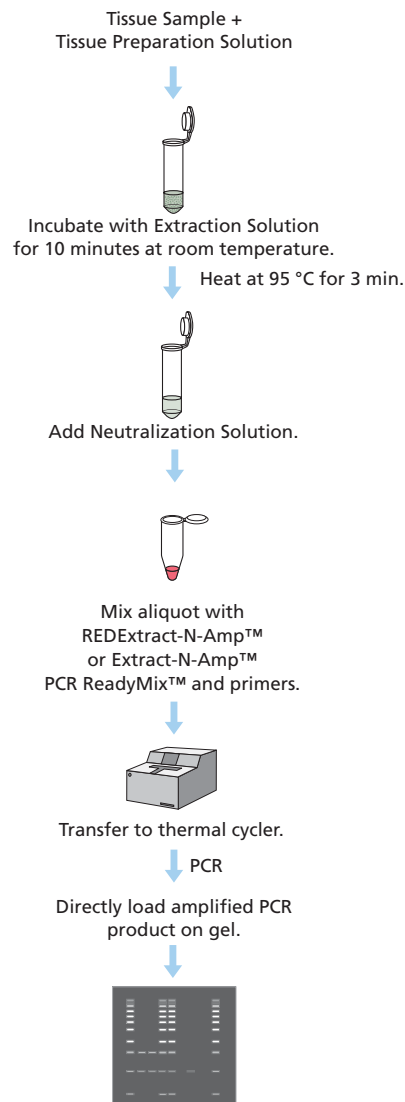 Tissue Sample +
Tissue Preparation Solution
Incubate with Extraction Solution
for 10 minutes at room temperature.
Heat at 95 °C for 3 min.
Add Neutralization Solution.
Mix aliquot with
REDExtract-N-Amp™
or Extract-N-Amp™
PCR ReadyMix™ and primers.
Transfer to thermal cycler.
PCR
Directly load amplified PCR
product on gel.